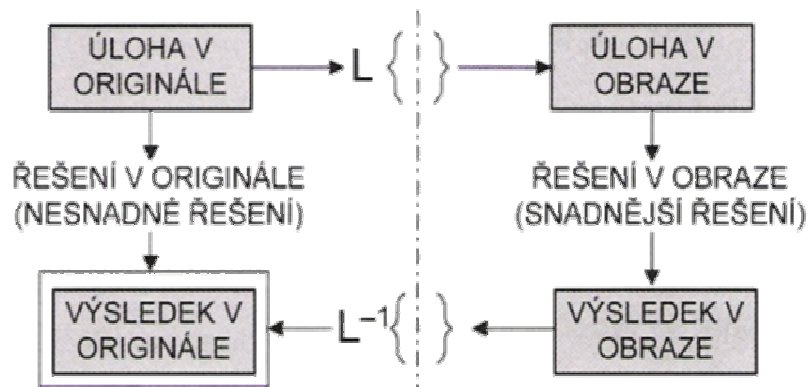 ÚLOHA V
ORIGINÁLE
L { }
ÚLOHA V
OBRAZE
ŘEŠENÍ V ORIGINÁLE
(NESNADNÉ ŘEŠENÍ)
ŘEŠENÍ V OBRAZE
(SNADNĚJŠÍ ŘEŠENÍ)
VÝSLEDEK V
ORIGINÁLE
L⁻¹{ }
VÝSLEDEK V
OBRAZE